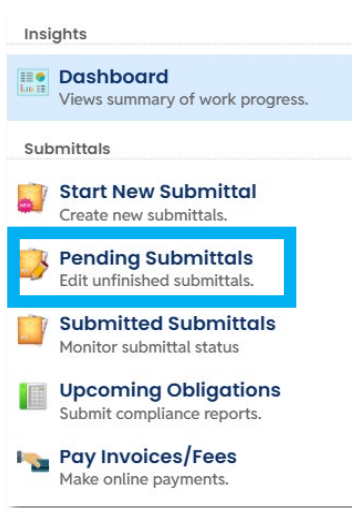 Insights
Dashboard
Views summary of work progress.
Submittals
NEW
Start New Submittal
Create new submittals.
Pending Submittals
Edit unfinished submittals.
Submitted Submittals
Monitor submittal status
Upcoming Obligations
Submit compliance reports.
Pay Invoices/Fees
Make online payments.